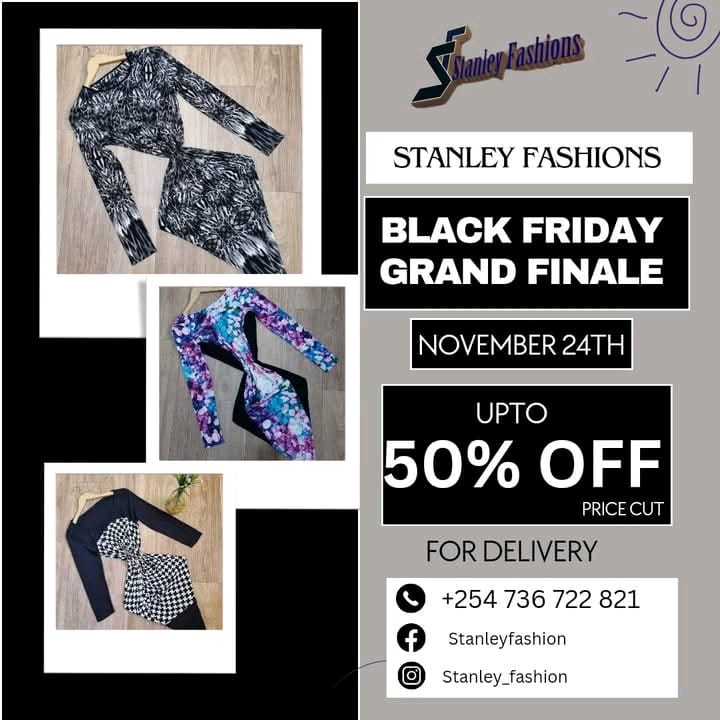 Stanley Fashions
STANLEY FASHIONS
BLACK FRIDAY
GRAND FINALE
NOVEMBER 24TH
UPTO
50% OFF
PRICE CUT
FOR DELIVERY
+254 736 722 821
Stanleyfashion
Stanley_fashion